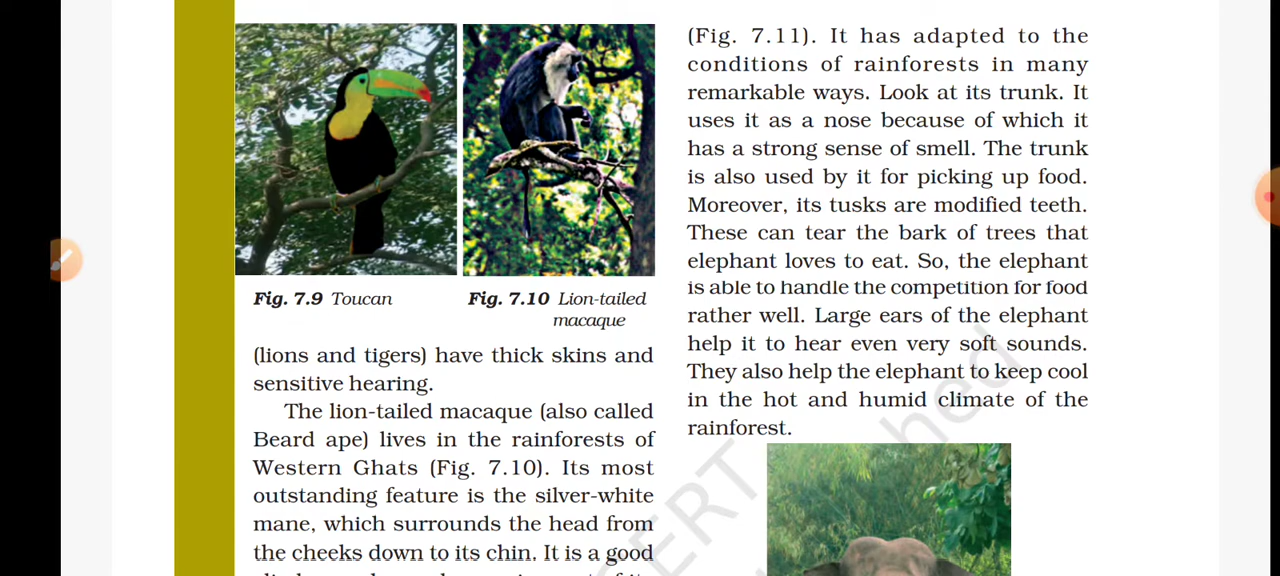 Fig. 7.9 Toucan
Fig. 7.10 Lion-tailed
macaque
(lions and tigers) have thick skins and
sensitive hearing.
The lion-tailed macaque (also called
Beard ape) lives in the rainforests of
Western Ghats (Fig. 7.10). Its most
outstanding feature is the silver-white
mane, which surrounds the head from
the cheeks down to its chin. It is a good
(Fig. 7.11). It has adapted to the
conditions of rainforests in many
remarkable ways. Look at its trunk. It
uses it as a nose because of which it
has a strong sense of smell. The trunk
is also used by it for picking up food.
Moreover, its tusks are modified teeth.
These can tear the bark of trees that
elephant loves to eat. So, the elephant
is able to handle the competition for food
rather well. Large ears of the elephant
help it to hear even very soft sounds.
They also help the elephant to keep cool
in the hot and humid climate of the
rainforest.